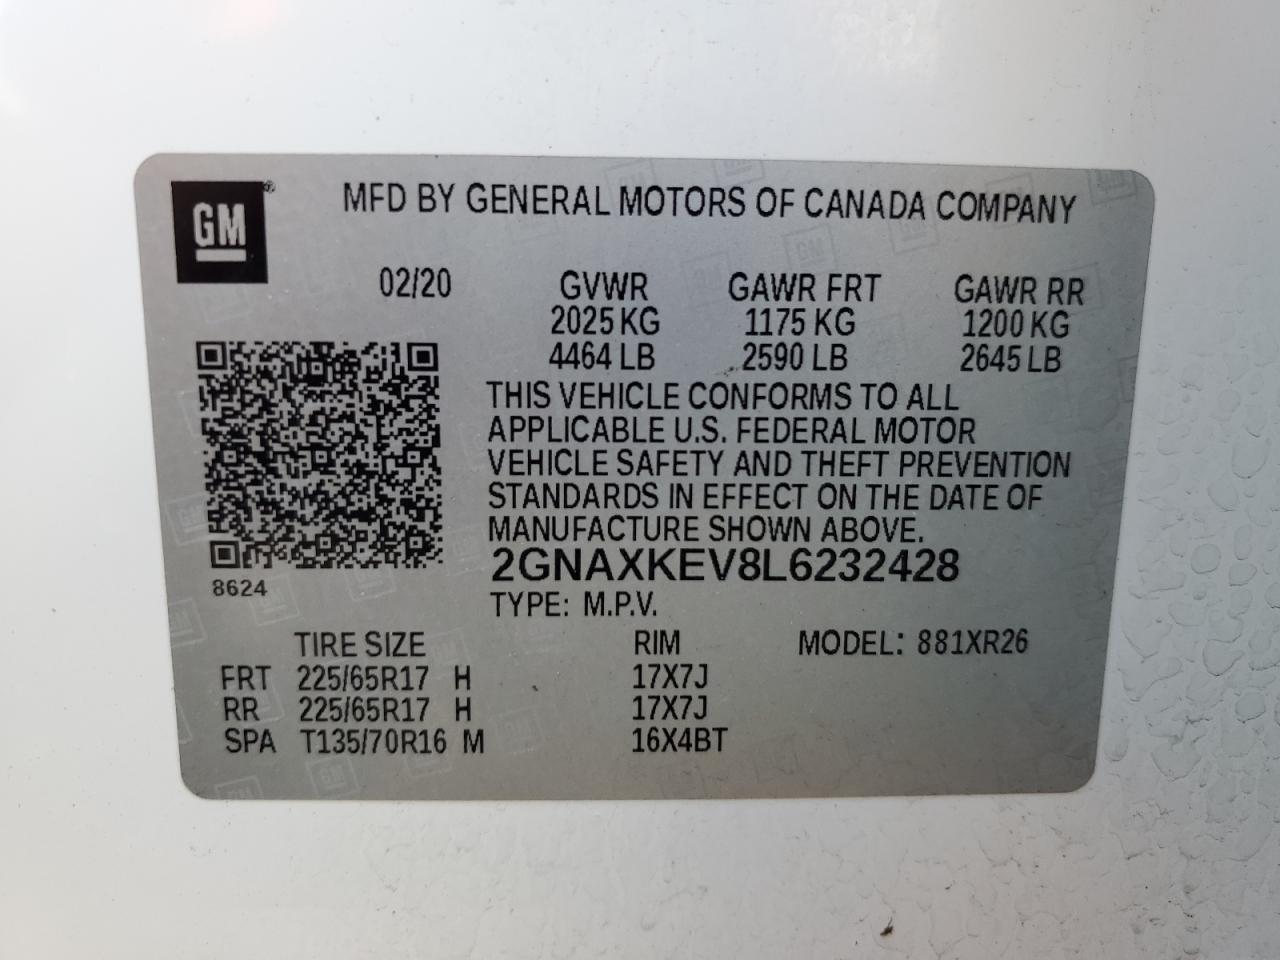 GM
MFD BY GENERAL MOTORS OF CANADA COMPANY
02/20 GVWR GAWR FRT GAWR RR
2025 KG 1175 KG 1200 KG
4464 LB 2590 LB 2645 LB
THIS VEHICLE CONFORMS TO ALL
APPLICABLE U.S. FEDERAL MOTOR
VEHICLE SAFETY AND THEFT PREVENTION
STANDARDS IN EFFECT ON THE DATE OF
MANUFACTURE SHOWN ABOVE.
2GNAXKEV8L6232428
8624
TYPE: M.P.V.
TIRE SIZE RIM MODEL: 881XR26
FRT 225/65R17 H 17X7J
RR 225/65R17 H 17X7J
SPA T135/70R16 M 16X4BT